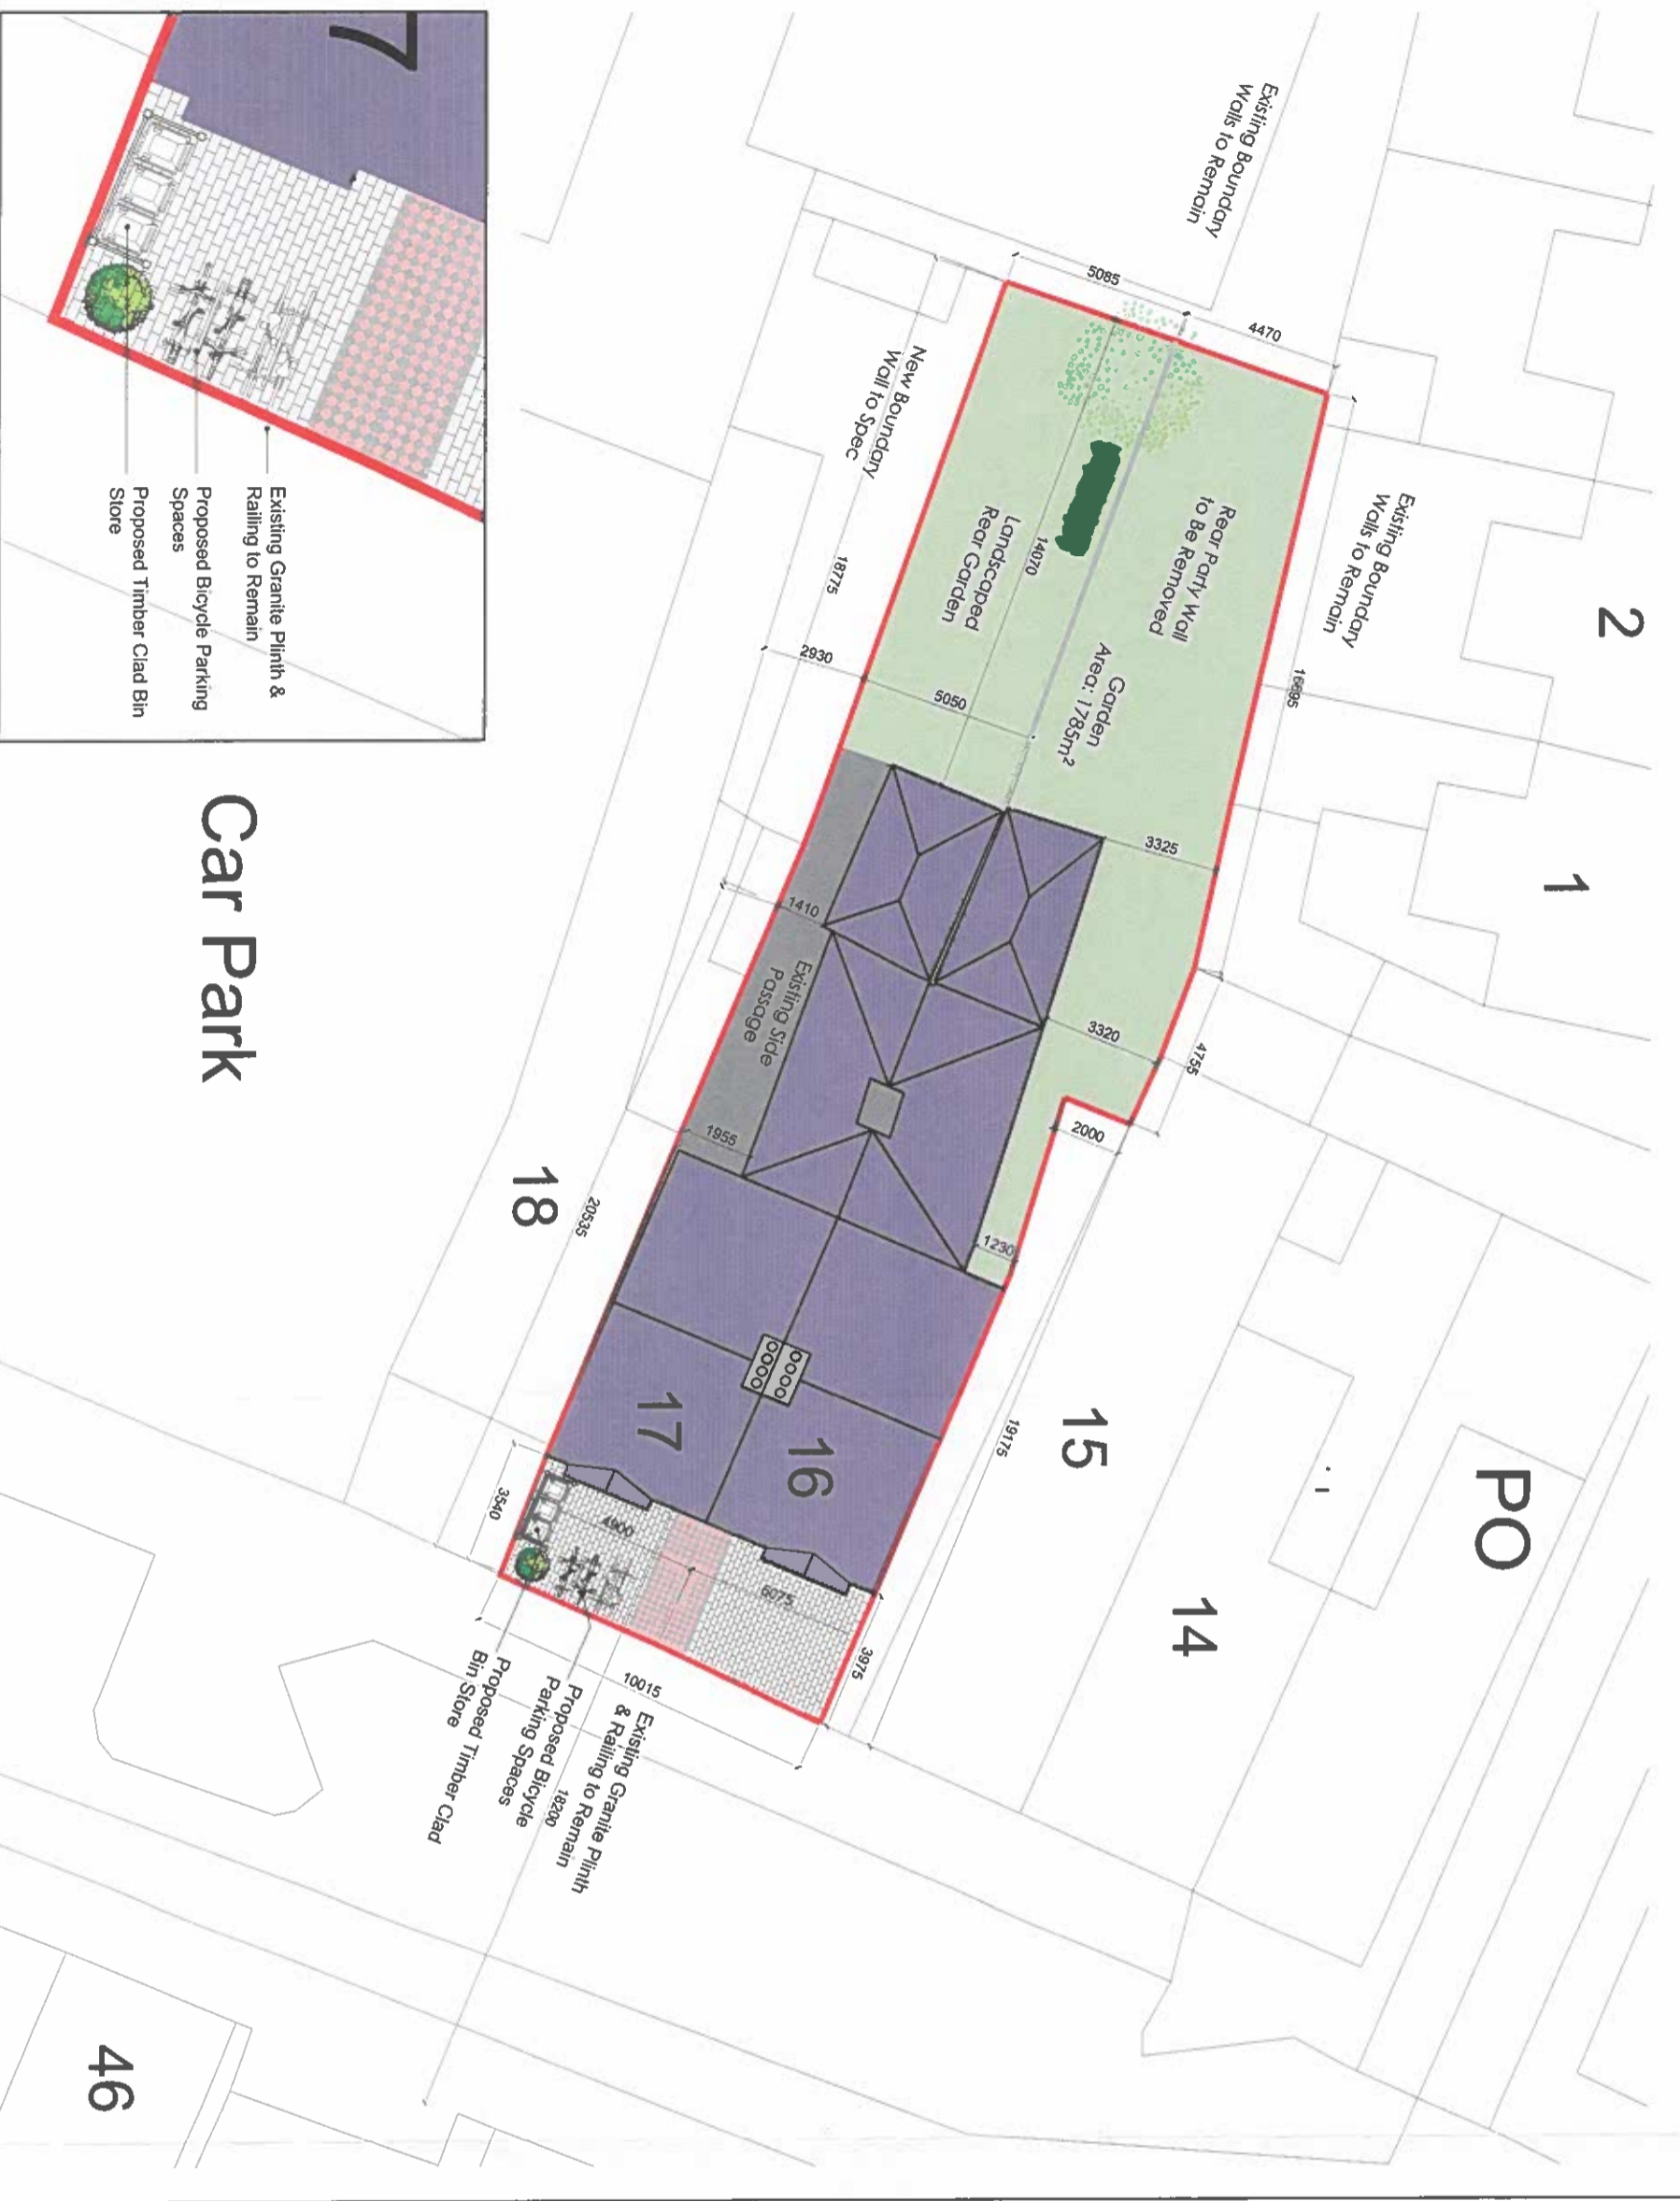 7
Existing Granite Plinth &
Railing to Remain
Proposed Bicycle Parking
Spaces
Proposed Timber Clad Bin
Store
Existing Boundary
Walls to Remain
5085
4470
New Boundary
Wall to Spec
Existing Boundary
Walls to Remain
Rear Party Wall
to Be Removed
Landscaped
Rear Garden
14070
18775
Garden
Area: 1785m²
16695
2930
5050
3325
1410
Existing Side
Passage
3320
4755
2000
1955
1230
20535
19175
2
1
PO
14
15
16
17
18
Car Park
3540
4900
6075
3975
10015
Existing Granite Plinth
& Railing to Remain
18200
Proposed Bicycle
Parking Spaces
Proposed Timber Clad
Bin Store
46